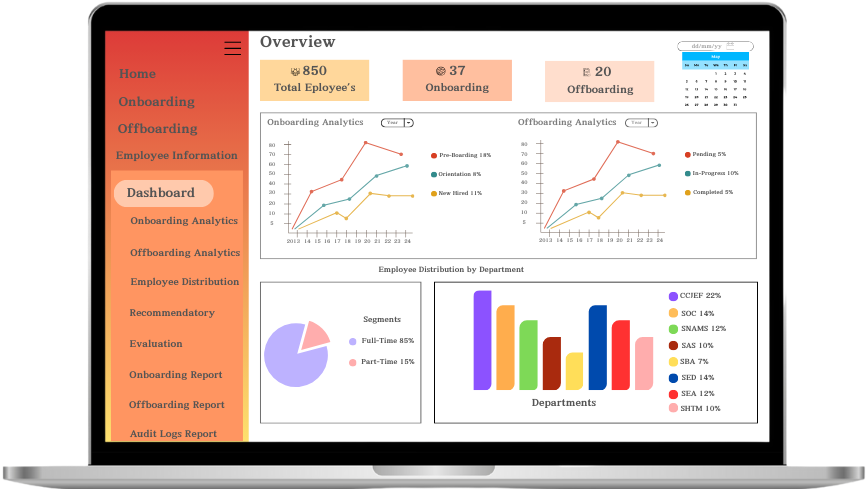 Overview
Home
Onboarding
Offboarding
Employee Information
Dashboard
Onboarding Analytics
Offboarding Analytics
Employee Distribution
Recommendatory
Evaluation
Onboarding Report
Offboarding Report
Audit Logs Report
850
Total Eployee's
37
Onboarding
20
Offboarding
dd/mm/yy
May
Onboarding Analytics
Year
80
70
60
50
40
30
20
10
5
2013 14 15 16 17 18 19 20 21 22 23 24
Pre-Boarding 18%
Orientation 8%
New Hired 11%
Offboarding Analytics
Year
80
70
60
50
40
30
20
10
5
2013 14 15 16 17 18 19 20 21 22 23 24
Pending 5%
In-Progress 10%
Completed 5%
Employee Distribution by Department
Segments
Full-Time 85%
Part-Time 15%
Departments
CCIEF 22%
SOC 14%
SNAMS 12%
SAS 10%
SBA 7%
SED 14%
SEA 12%
SHTM 10%